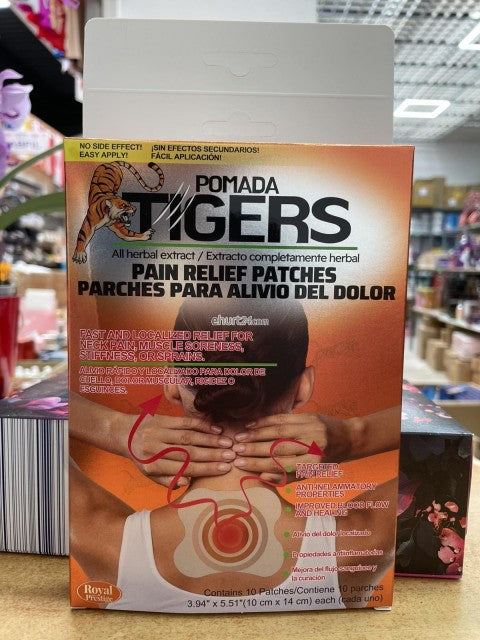 NO SIDE EFFECT! ¡SIN EFECTOS SECUNDARIOS!
EASY APPLY! FÁCIL APLICACIÓN!
POMADA
TIGERS
All herbal extract / Extracto completamente herbal
PAIN RELIEF PATCHES
PARCHES PARA ALIVIO DEL DOLOR
ehurt24.com
FAST AND LOCALIZED RELIEF FOR
NECK PAIN, MUSCLE SORENESS,
STIFFNESS, OR SPRAINS.
ALIVIO RÁPIDO Y LOCALIZADO PARA DOLOR DE
CUELLO, DOLOR MUSCULAR, RIGIDEZ O
ESGUINCES.
TARGETED
PAIN RELIEF
ANTIINFLAMMATORY
PROPERTIES
IMPROVED BLOOD FLOW
AND HEALING
Alivio del dolor localizado
Propiedades antiinflamatorias
Mejora del flujo sanguíneo y
la curación
Contains 10 Patches/Contiene 10 parches
3.94" x 5.51"(10 cm x 14 cm) each (cada uno)
Royal
Prestige